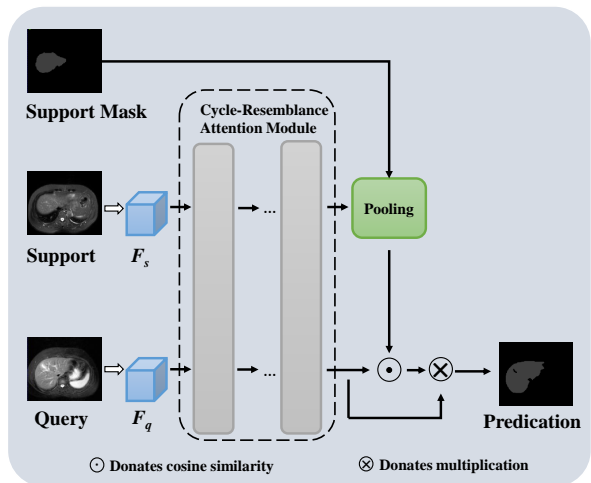 Support Mask
Cycle-Resemblance
Attention Module
Pooling
...
Support
F_s
...
Query
F_q
Predication
⊙ Donates cosine similarity
⊗ Donates multiplication